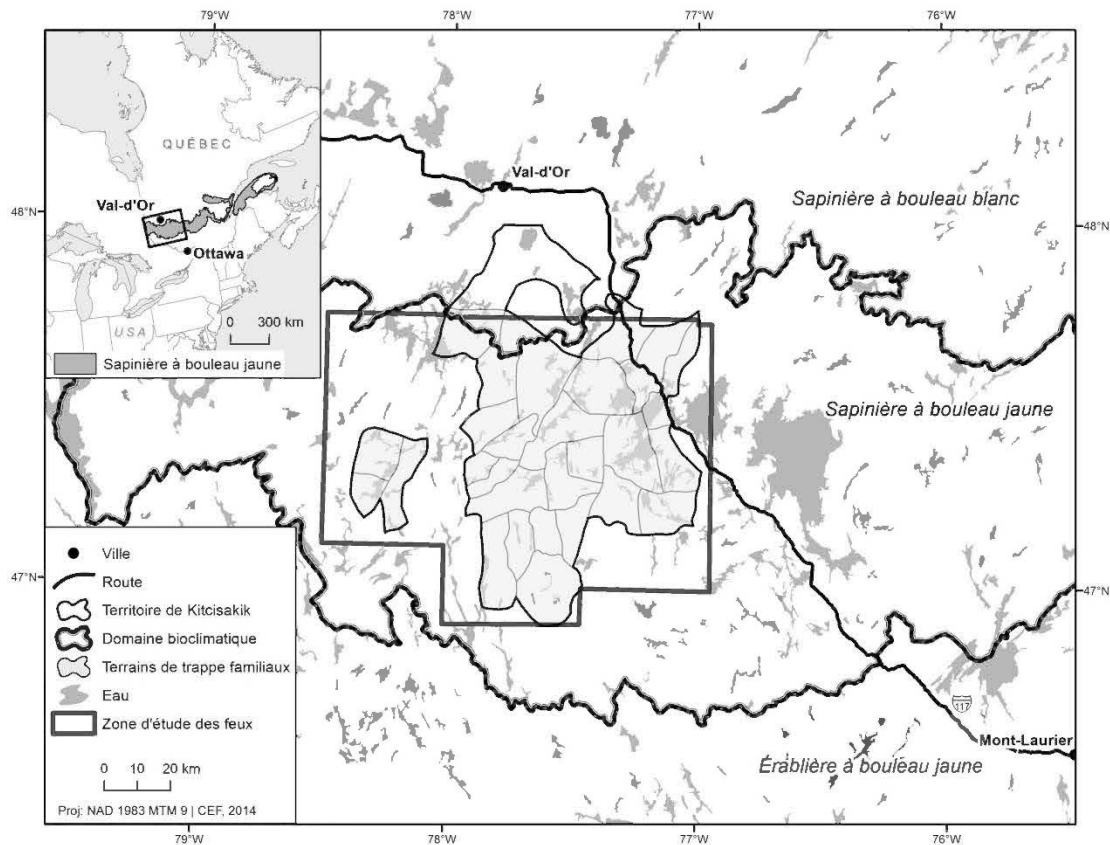 79°W 78°W 77°W 76°W
QUÉBEC
Val-d'Or
Ottawa
USA
0 300 km
Sapinière à bouleau jaune
Val-d'Or
Sapinière à bouleau blanc
48°N 48°N
Sapinière à bouleau jaune
47°N 47°N
Ville
Route
Territoire de Kitcisakik
Domaine bioclimatique
Terrains de trappe familiaux
Eau
Zone d'étude des feux
0 10 20 km
Proj: NAD 1983 MTM 9 | CEF, 2014
117
Mont-Laurier
Érablière à bouleau jaune
79°W 78°W 77°W 76°W